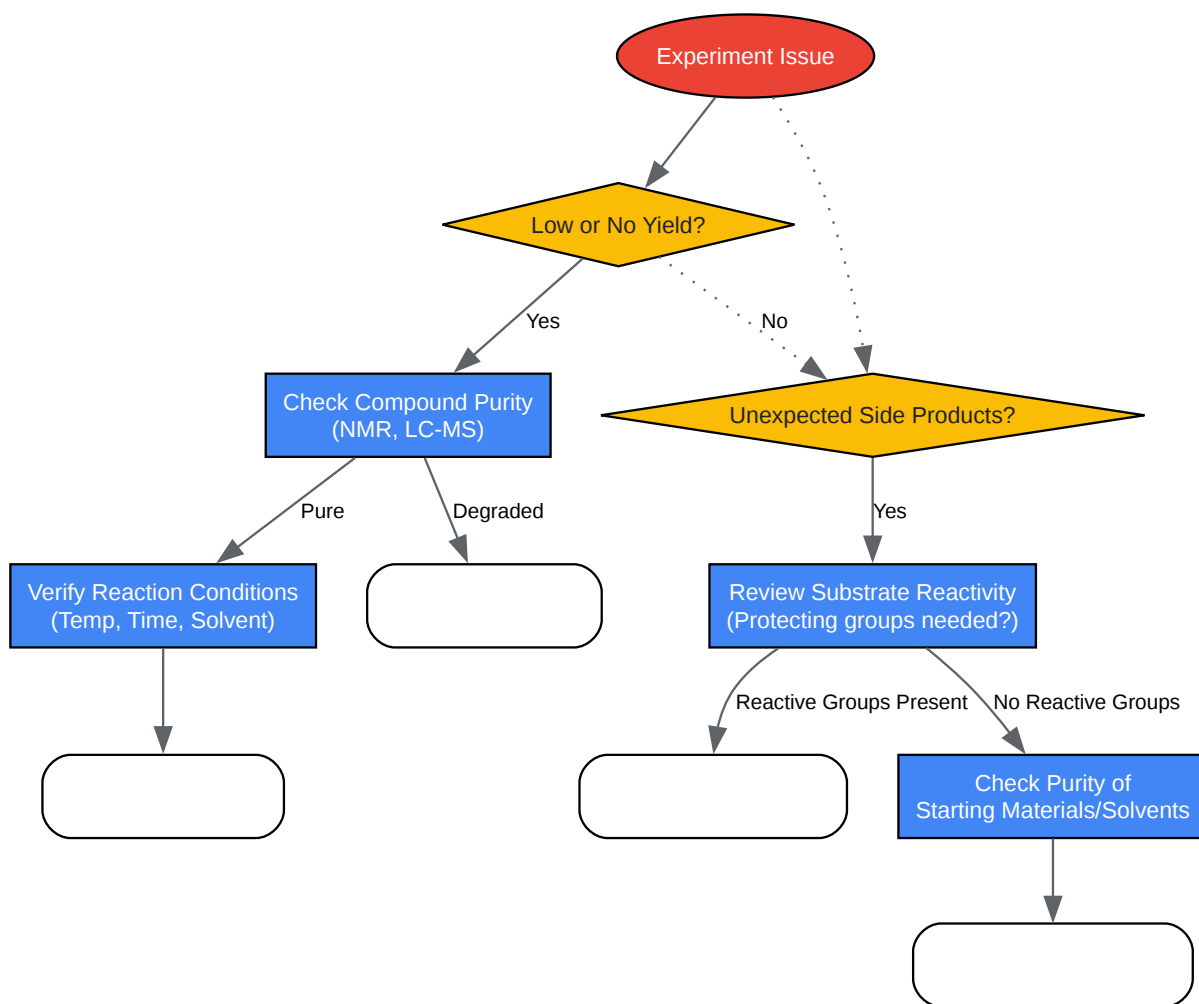 Experiment Issue
Low or No Yield?
Yes
No
Check Compound Purity
(NMR, LC-MS)
Unexpected Side Products?
Pure
Degraded
Yes
Verify Reaction Conditions
(Temp, Time, Solvent)
Review Substrate Reactivity
(Protecting groups needed?)
Reactive Groups Present
No Reactive Groups
Check Purity of
Starting Materials/Solvents